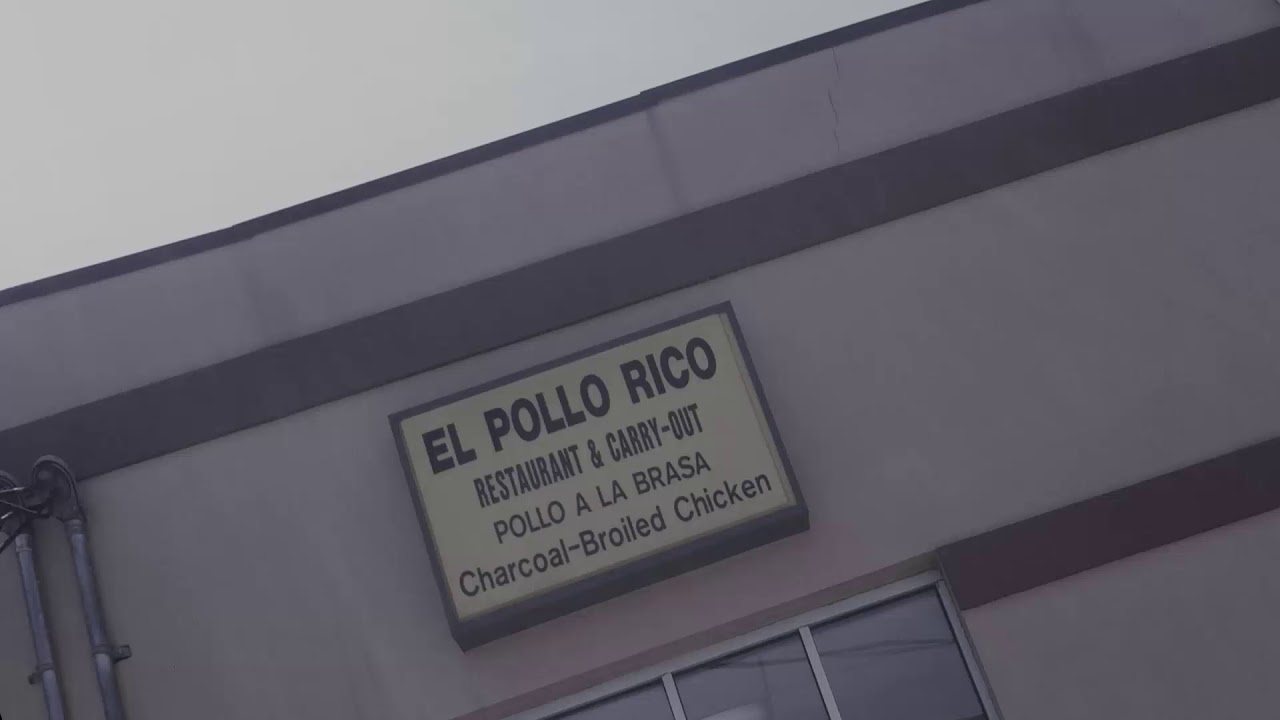 EL POLLO RICO
RESTAURANT & CARRY-OUT
POLLO A LA BRASA
Charcoal-Broiled Chicken